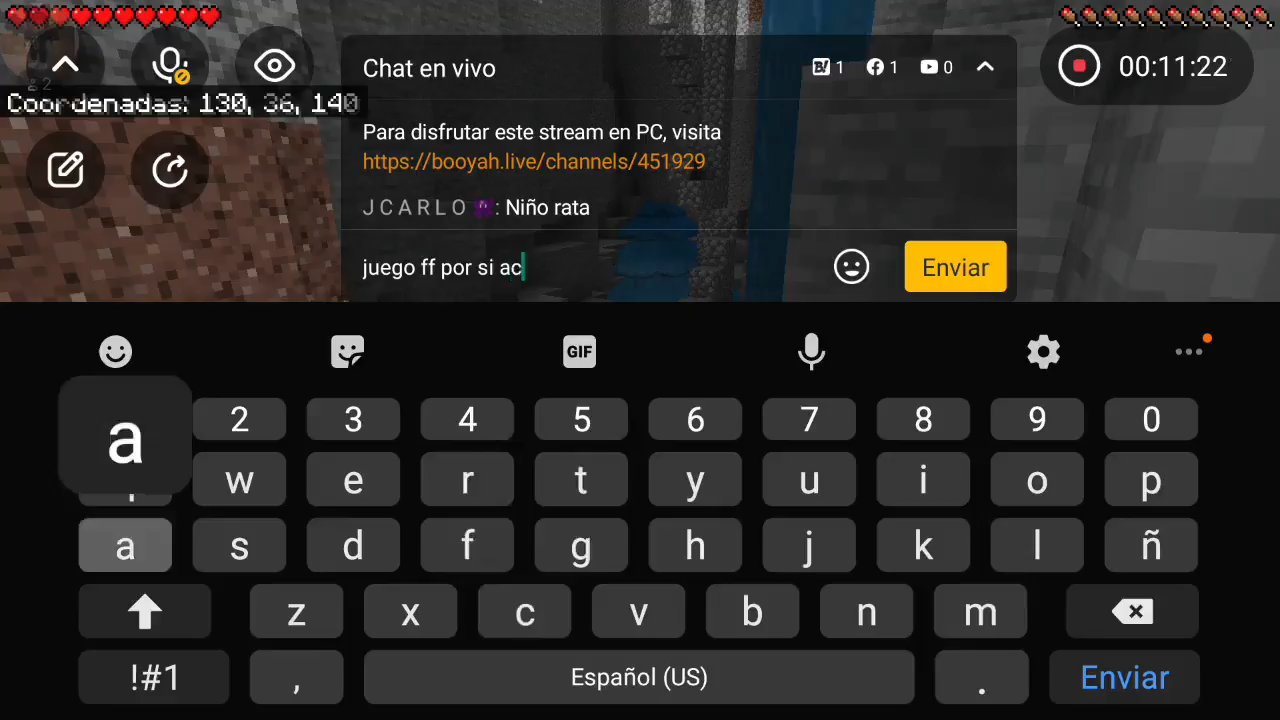 Chat en vivo
1
1
0
00:11:22
2
Coordenadas: 130, 36, 140
Para disfrutar este stream en PC, visita
https://booyah.live/channels/451929
J C A R L O : Niño rata
juego ff por si ac
Enviar
GIF
a
2 3 4 5 6 7 8 9 0
w e r t y u i o p
a s d f g h j k l ñ
z x c v b n m
!#1 , Español (US) . Enviar